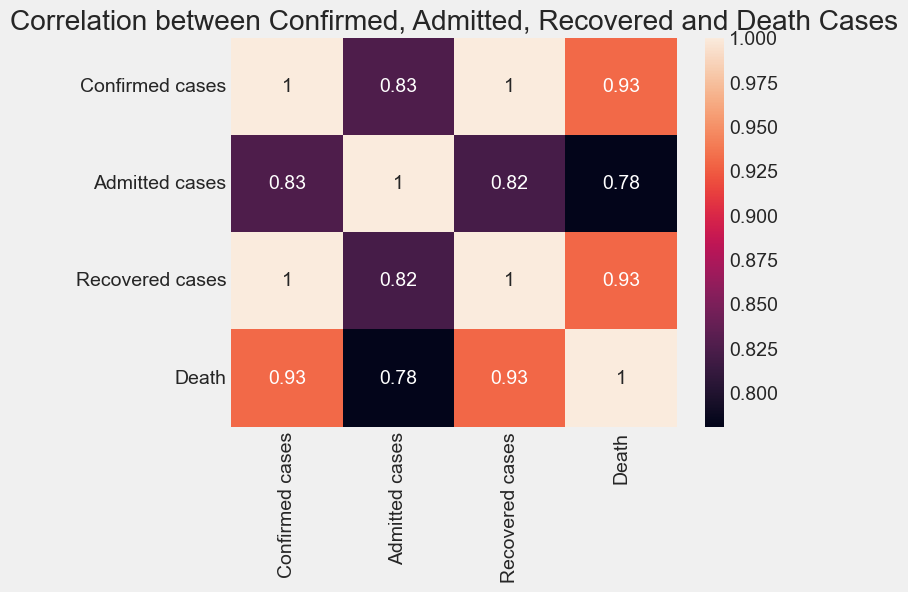 Correlation between Confirmed, Admitted, Recovered and Death Cases
Confirmed cases 1 0.83 1 0.93
Admitted cases 0.83 1 0.82 0.78
Recovered cases 1 0.82 1 0.93
Death 0.93 0.78 0.93 1
Confirmed cases
Admitted cases
Recovered cases
Death
1.000
0.975
0.950
0.925
0.900
0.875
0.850
0.825
0.800